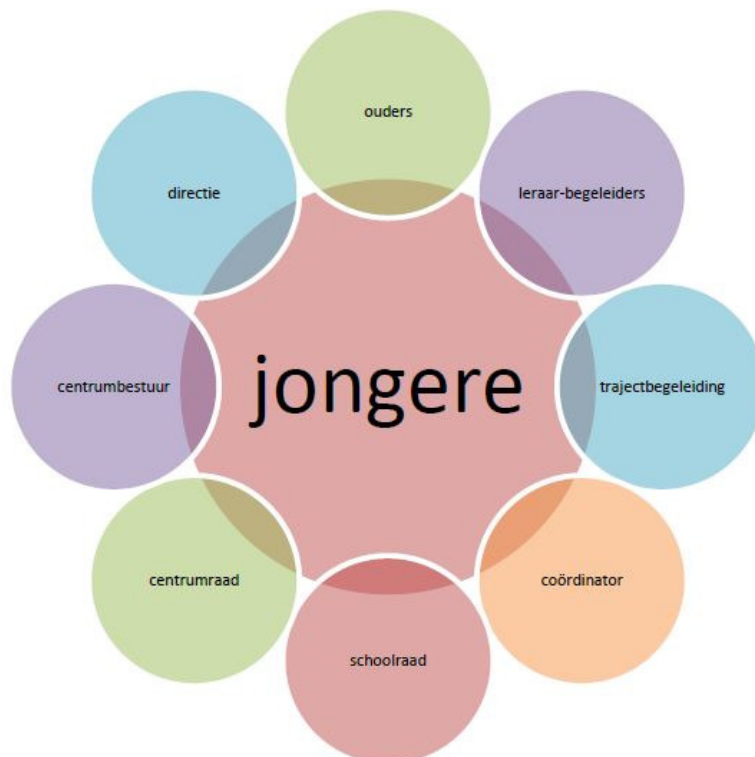 ouders
leraar-begeleiders
directie
trajectbegeleiding
jongere
centrumbestuur
coördinator
centrumraad
schoolraad